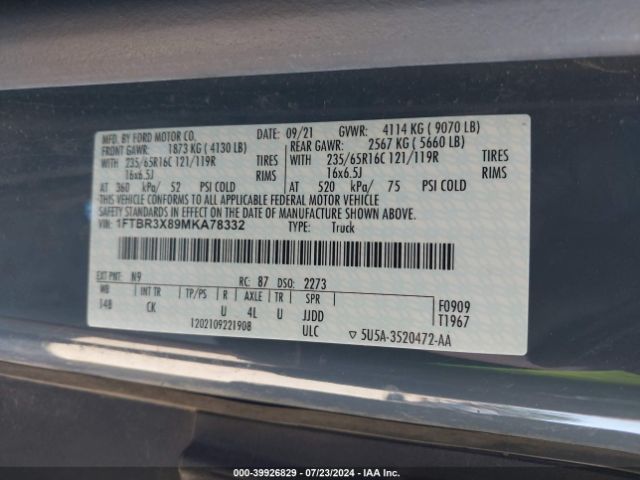 MFD. BY FORD MOTOR CO. DATE: 09/21 GVWR: 4114 KG ( 9070 LB)
FRONT GAWR: 1873 KG ( 4130 LB) REAR GAWR: 2567 KG ( 5660 LB)
WITH 235/65R16C 121/119R TIRES WITH 235/65R16C 121/119R TIRES
16x6.5J RIMS 16x6.5J RIMS
AT 360 kPa/ 52 PSI COLD AT 520 kPa/ 75 PSI COLD
THIS VEHICLE CONFORMS TO ALL APPLICABLE FEDERAL MOTOR VEHICLE
SAFETY STANDARD IN EFFECT ON THE DATE OF MANUFACTURE SHOWN ABOVE.
VIN: 1FTBR3X89MKA78332 TYPE: Truck
EXT PNT: N9 RC: 87 DSO: 2273
WB INT TR TP/PS R AXLE TR SPR
148 CK U 4L U JJDD
ULC
F0909
T1967
1202109221908
▽ 5U5A-3520472-AA
000-39926829 - 07/23/2024 - IAA Inc.